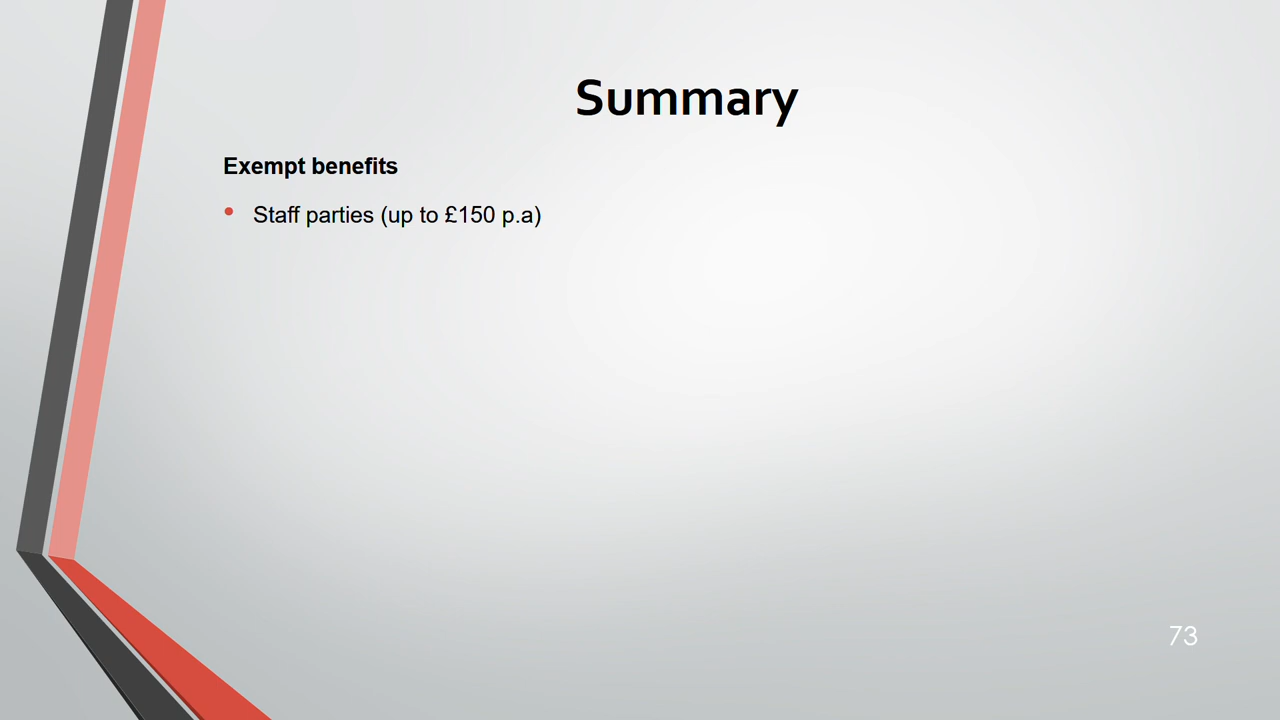 Summary
Exempt benefits
• Staff parties (up to £150 p.a)
73